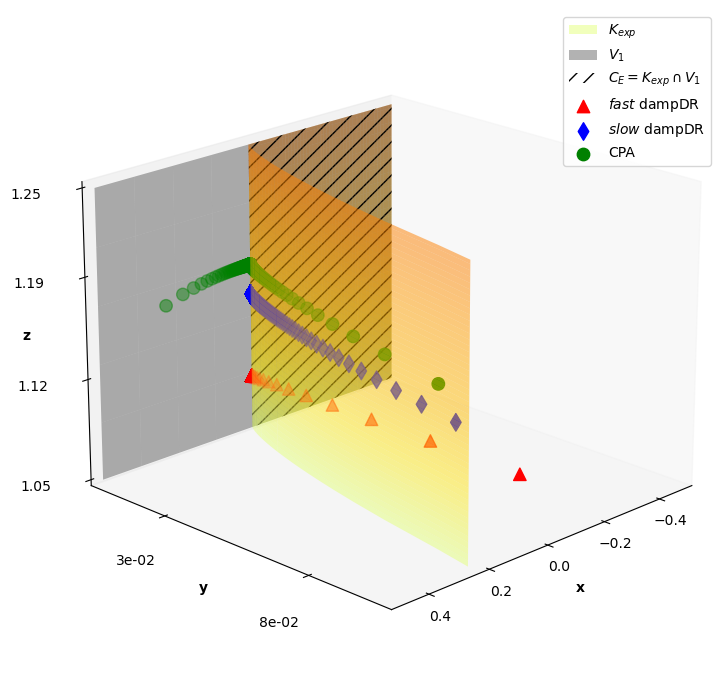 K_exp
V_1
C_E = K_exp ∩ V_1
fast dampDR
slow dampDR
CPA
1.25
1.19
z
1.12
1.05
3e-02
y
8e-02
0.4
0.2
x
0.0
−0.2
−0.4